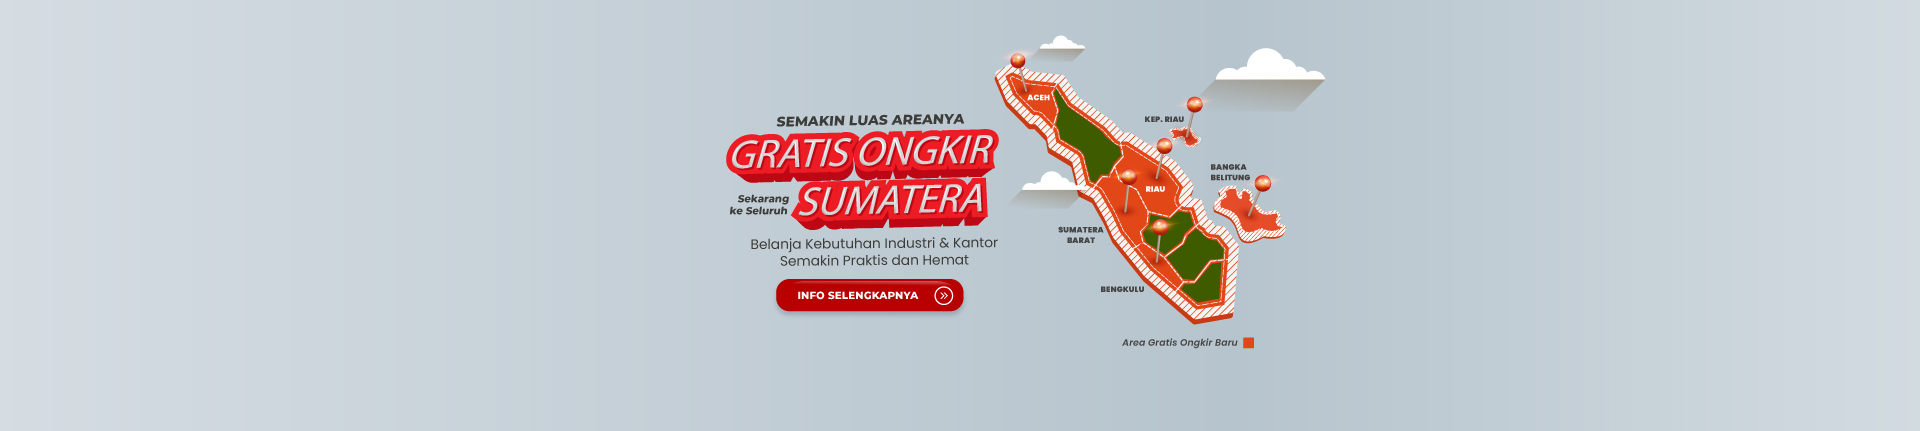 SEMAKIN LUAS AREANYA
GRATIS ONGKIR
Sekarang
ke Seluruh
SUMATERA
Belanja Kebutuhan Industri & Kantor
Semakin Praktis dan Hemat
INFO SELENGKAPNYA
ACEH
KEP. RIAU
BANGKA
BELITUNG
RIAU
SUMATERA
BARAT
BENGKULU
Area Gratis Ongkir Baru